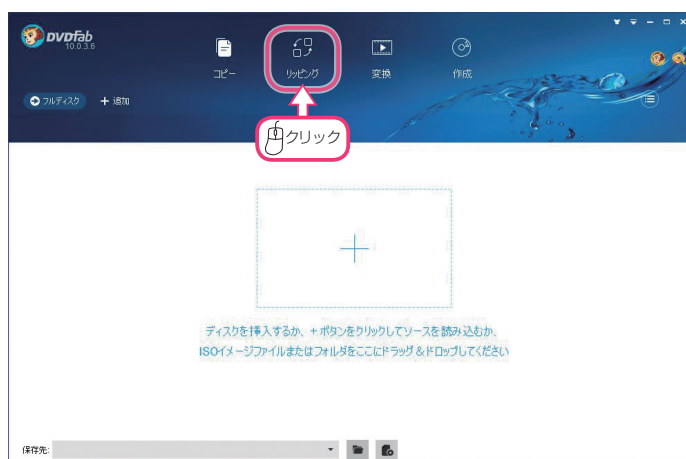 DVDFab
10.0.3.6
コピー
リッピング
変換
作成
フルディスク
追加
クリック
ディスクを挿入するか、+ボタンをクリックしてソースを読み込むか、
ISOイメージファイルまたはフォルダをここにドラッグ&ドロップしてください
保存先: